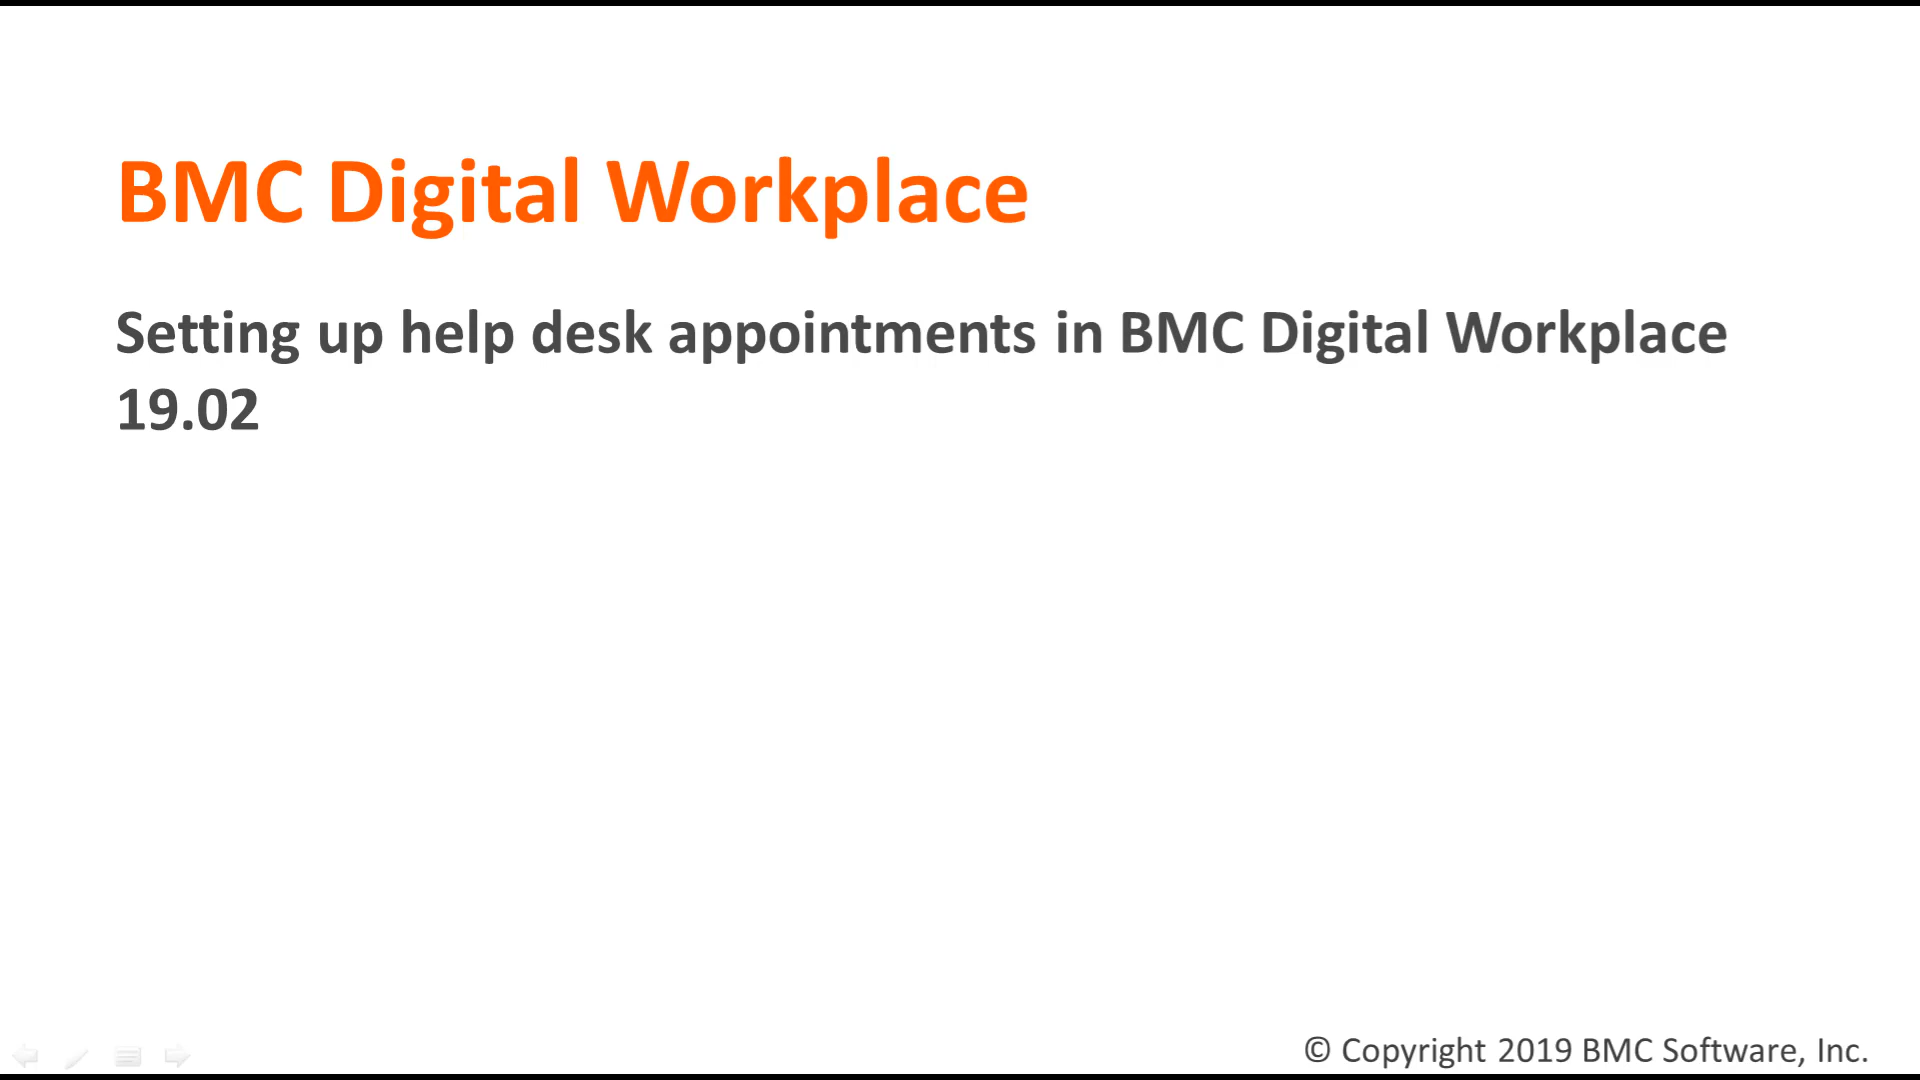 BMC Digital Workplace
Setting up help desk appointments in BMC Digital Workplace
19.02
© Copyright 2019 BMC Software, Inc.